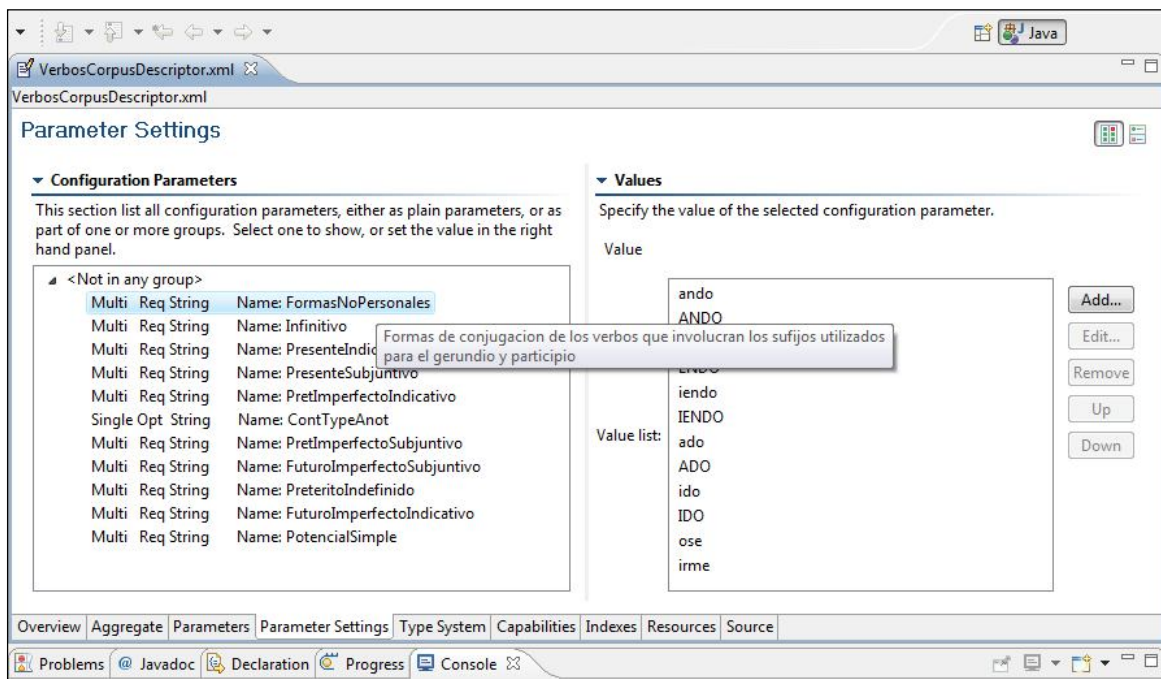 Java
VerbosCorpusDescriptor.xml
VerbosCorpusDescriptor.xml
Parameter Settings
Configuration Parameters
This section list all configuration parameters, either as plain parameters, or as
part of one or more groups. Select one to show, or set the value in the right
hand panel.
<Not in any group>
Multi Req String Name: FormasNoPersonales
Multi Req String Name: Infinitivo
Multi Req String Name: PresenteIndic
Multi Req String Name: PresenteSubjuntivo
Multi Req String Name: PretImperfectoIndicativo
Single Opt String Name: ContTypeAnot
Multi Req String Name: PretImperfectoSubjuntivo
Multi Req String Name: FuturoImperfectoSubjuntivo
Multi Req String Name: PreteritoIndefinido
Multi Req String Name: FuturoImperfectoIndicativo
Multi Req String Name: PotencialSimple
Formas de conjugacion de los verbos que involucran los sufijos utilizados
para el gerundio y participio
Values
Specify the value of the selected configuration parameter.
Value
Value list:
ando
ANDO
ENDO
iendo
IENDO
ado
ADO
ido
IDO
ose
irme
Add...
Edit...
Remove
Up
Down
Overview Aggregate Parameters Parameter Settings Type System Capabilities Indexes Resources Source
Problems @ Javadoc Declaration Progress Console